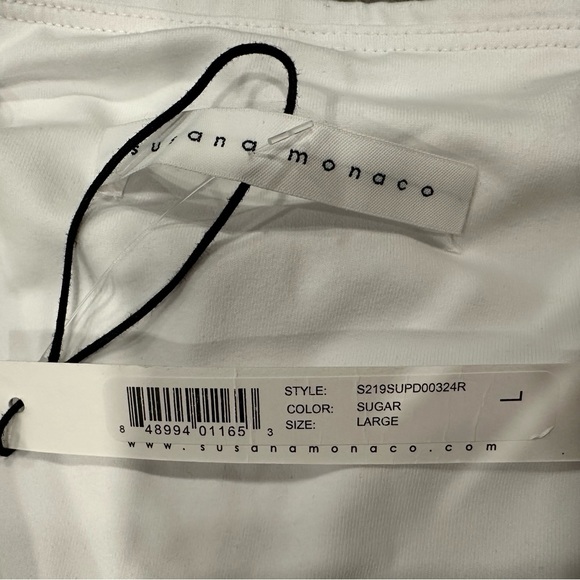 susana monaco
STYLE: S219SUPD00324R
COLOR: SUGAR
SIZE: LARGE
L
8 48994 01165 3
www.susanamonaco.com